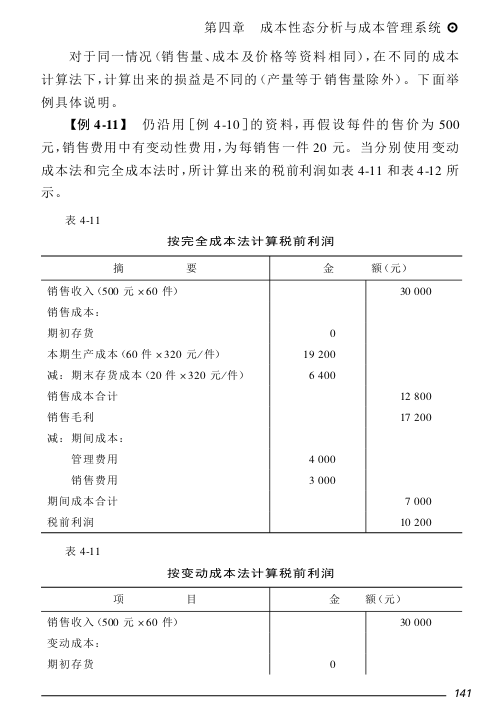 第四章 成本性态分析与成本管理系统
对于同一情况(销售量、成本及价格等资料相同),在不同的成本
计算法下,计算出来的损益是不同的(产量等于销售量除外)。下面举
例具体说明。
【例 4-11】 仍沿用[例 4-10]的资料,再假设每件的售价为 500
元,销售费用中有变动性费用,为每销售一件 20 元。当分别使用变动
成本法和完全成本法时,所计算出来的税前利润如表 4-11 和表 4-12 所
示。
表 4-11
按完全成本法计算税前利润
摘 要 金 额(元)
销售收入(500 元×60 件) 30 000
销售成本:
期初存货 0
本期生产成本(60 件×320 元/件) 19 200
减:期末存货成本(20 件×320 元/件) 6 400
销售成本合计 12 800
销售毛利 17 200
减:期间成本:
管理费用 4 000
销售费用 3 000
期间成本合计 7 000
税前利润 10 200
表 4-11
按变动成本法计算税前利润
项 目 金 额(元)
销售收入(500 元×60 件) 30 000
变动成本:
期初存货 0
141